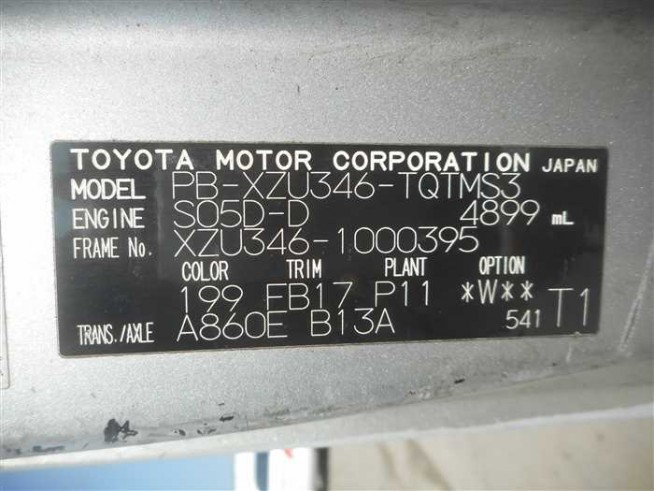 TOYOTA MOTOR CORPORATION JAPAN
MODEL PB-XZU346-TQTMS3
ENGINE S05D-D 4899 mL
FRAME No. XZU346-1000395
COLOR TRIM PLANT OPTION
199 FB17 P11 *W**
TRANS./AXLE A860E B13A 541 T1